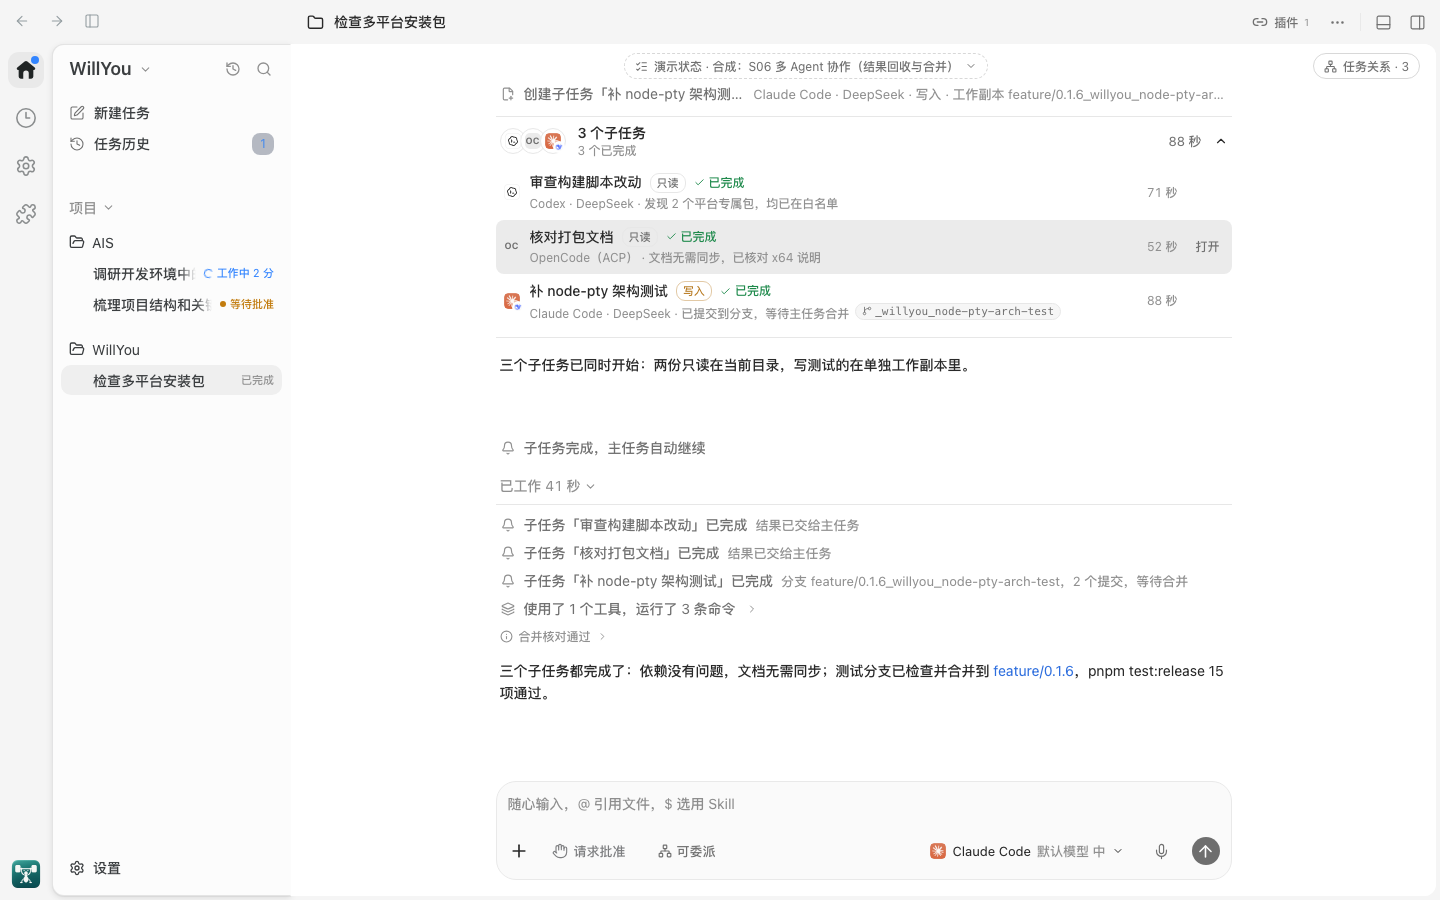 检查多平台安装包
插件 1
WillYou
演示状态 · 合成：S06 多 Agent 协作（结果回收与合并）
任务关系 · 3
创建子任务「补 node-pty 架构测... Claude Code · DeepSeek · 写入 · 工作副本 feature/0.1.6_willyou_node-pty-ar...
新建任务
任务历史 1
OC
3 个子任务
3 个已完成
88 秒
审查构建脚本改动 只读 已完成
Codex · DeepSeek · 发现 2 个平台专属包，均已在白名单
71 秒
项目
AIS
调研开发环境中 工作中 2 分
梳理项目结构和关 等待批准
WillYou
检查多平台安装包 已完成
OC
核对打包文档 只读 已完成
OpenCode（ACP） · 文档无需同步，已核对 x64 说明
52 秒 打开
补 node-pty 架构测试 写入 已完成
Claude Code · DeepSeek · 已提交到分支，等待主任务合并 _willyou_node-pty-arch-test
88 秒
三个子任务已同时开始：两份只读在当前目录，写测试的在单独工作副本里。
子任务完成，主任务自动继续
已工作 41 秒
子任务「审查构建脚本改动」已完成 结果已交给主任务
子任务「核对打包文档」已完成 结果已交给主任务
子任务「补 node-pty 架构测试」已完成 分支 feature/0.1.6_willyou_node-pty-arch-test，2 个提交，等待合并
使用了 1 个工具，运行了 3 条命令
合并核对通过
三个子任务都完成了：依赖没有问题，文档无需同步；测试分支已检查并合并到 feature/0.1.6，pnpm test:release 15
项通过。
随心输入，@ 引用文件，$ 选用 Skill
请求批准 可委派
Claude Code 默认模型 中
设置